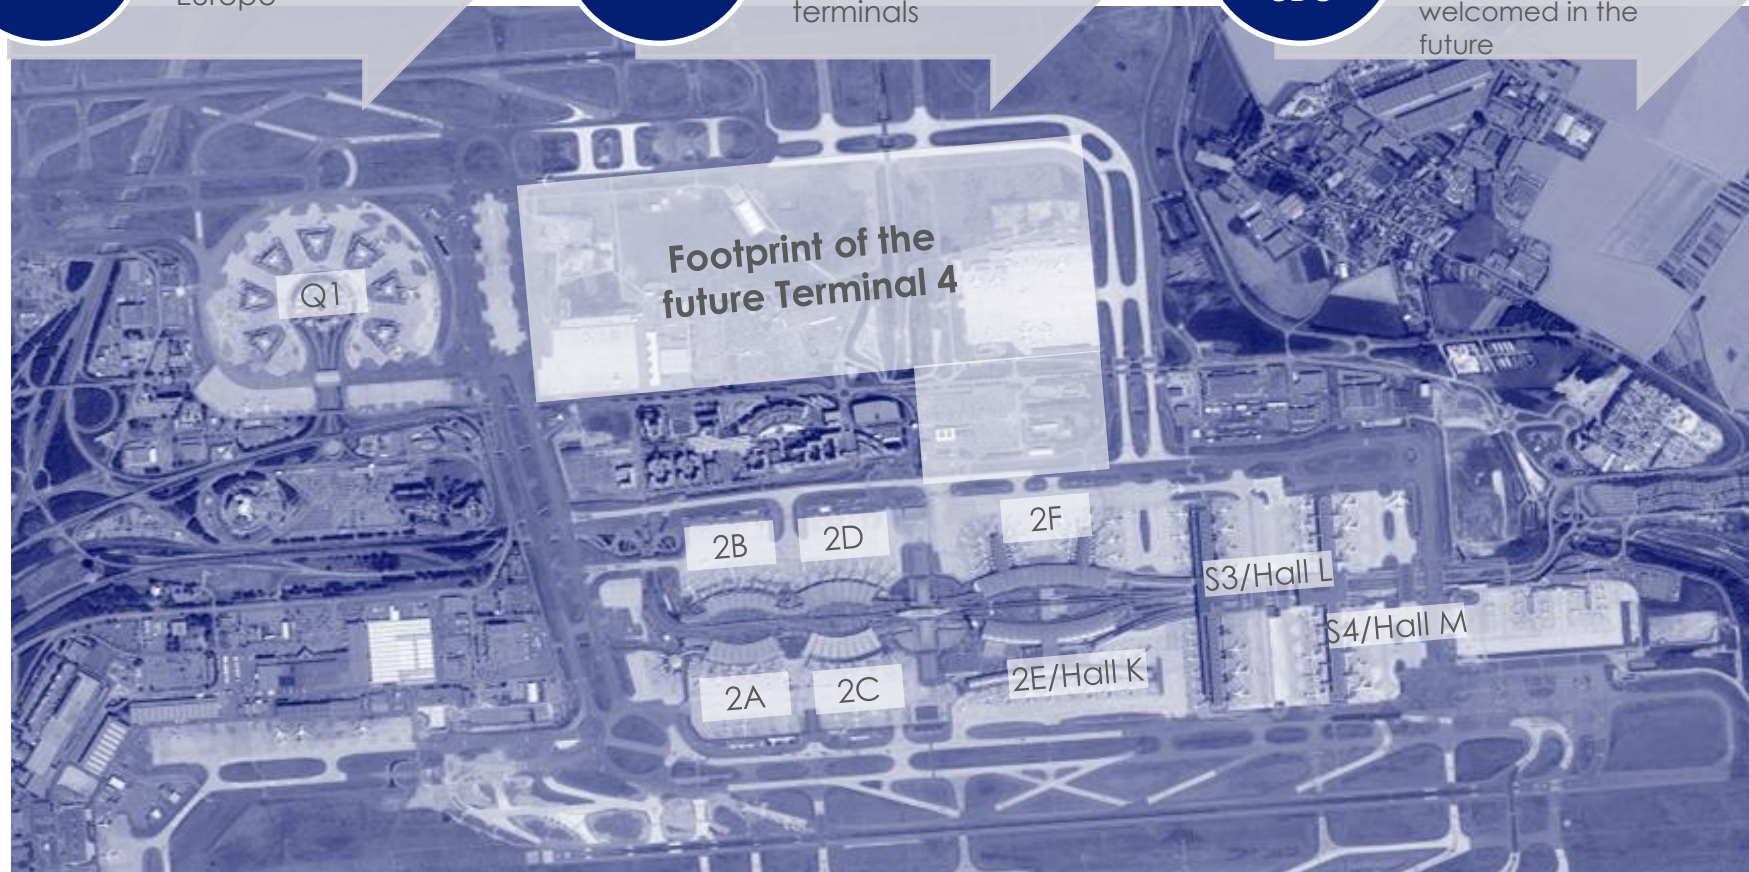 terminals
welcomed in the
future
Footprint of the
future Terminal 4
Q1
2B
2D
2F
S3/Hall L
S4/Hall M
2E/Hall K
2A
2C